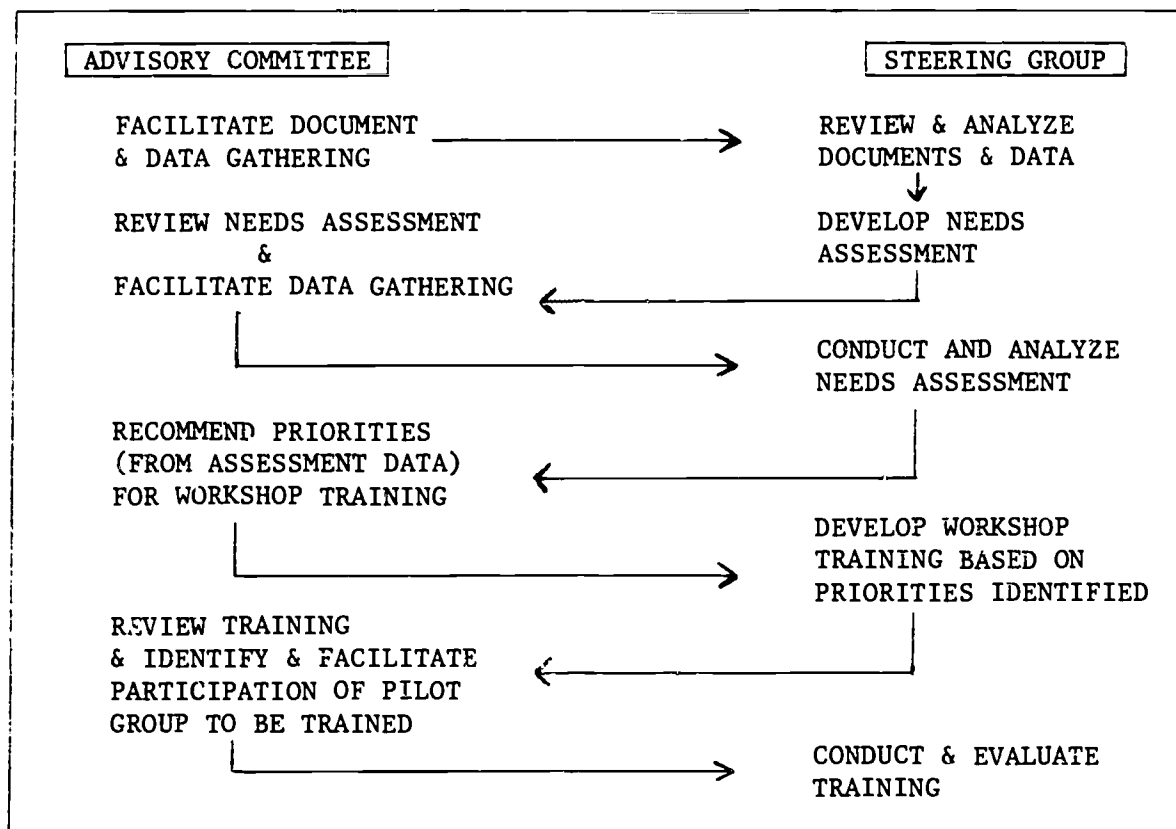 ADVISORY COMMITTEE
STEERING GROUP
FACILITATE DOCUMENT
& DATA GATHERING
REVIEW & ANALYZE
DOCUMENTS & DATA
REVIEW NEEDS ASSESSMENT
&
FACILITATE DATA GATHERING
DEVELOP NEEDS
ASSESSMENT
CONDUCT AND ANALYZE
NEEDS ASSESSMENT
RECOMMEND PRIORITIES
(FROM ASSESSMENT DATA)
FOR WORKSHOP TRAINING
DEVELOP WORKSHOP
TRAINING BASED ON
PRIORITIES IDENTIFIED
REVIEW TRAINING
& IDENTIFY & FACILITATE
PARTICIPATION OF PILOT
GROUP TO BE TRAINED
CONDUCT & EVALUATE
TRAINING